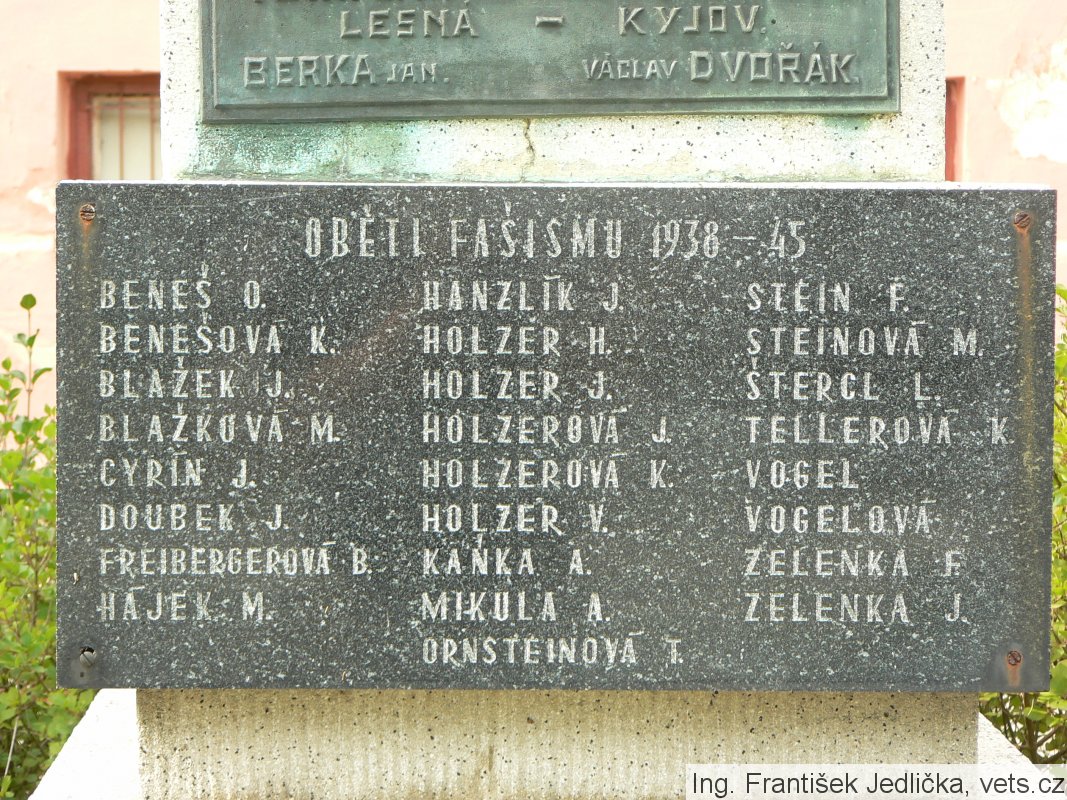 LESNÁ – KYJOV.
BERKA JAN. VÁCLAV DVOŘÁK.
OBĚTI FAŠISMU 1938 – 45
BENEŠ O.
BENEŠOVÁ K.
BLAŽEK J.
BLAŽKOVÁ M.
CYRÍN J.
DOUBEK J.
FREIBERGEROVÁ B.
HÁJEK M.
HANZLÍK J.
HOLZER H.
HOLZER J.
HOLZEROVÁ J.
HOLZEROVÁ K.
HOLZER V.
KAŇKA A.
MIKULA A.
ORNSTEINOVÁ T.
STEIN F.
STEINOVÁ M.
ŠTERCL L.
TELLEROVÁ K.
VOGEL
VOGELOVÁ
ZELENKA F.
ZELENKA J.
Ing. František Jedlička, vets.cz